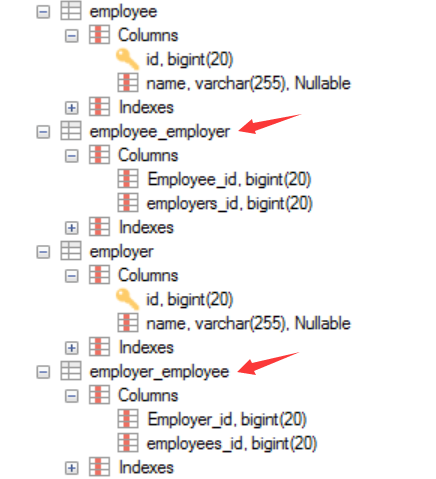 employee
Columns
id, bigint(20)
name, varchar(255), Nullable
Indexes
employee_employer
Columns
Employee_id, bigint(20)
employers_id, bigint(20)
Indexes
employer
Columns
id, bigint(20)
name, varchar(255), Nullable
Indexes
employer_employee
Columns
Employer_id, bigint(20)
employees_id, bigint(20)
Indexes